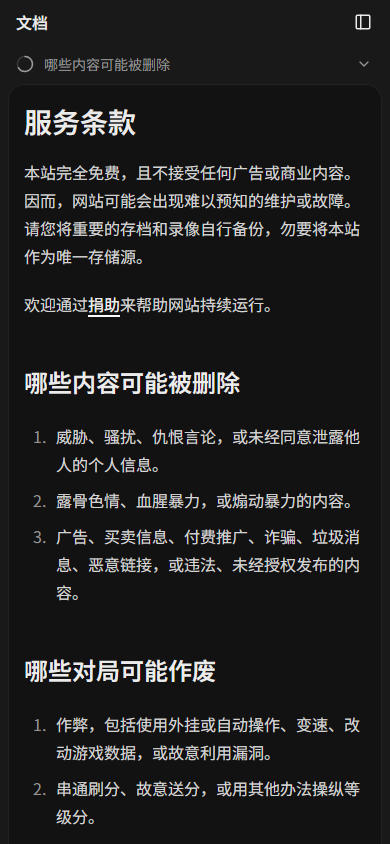 文档
哪些内容可能被删除
服务条款
本站完全免费，且不接受任何广告或商业内容。
因而，网站可能会出现难以预知的维护或故障。
请您将重要的存档和录像自行备份，勿要将本站
作为唯一存储源。
欢迎通过捐助来帮助网站持续运行。
哪些内容可能被删除
1. 威胁、骚扰、仇恨言论，或未经同意泄露他
人的个人信息。
2. 露骨色情、血腥暴力，或煽动暴力的内容。
3. 广告、买卖信息、付费推广、诈骗、垃圾消
息、恶意链接，或违法、未经授权发布的内
容。
哪些对局可能作废
1. 作弊，包括使用外挂或自动操作、变速、改
动游戏数据，或故意利用漏洞。
2. 串通刷分、故意送分，或用其他办法操纵等
级分。